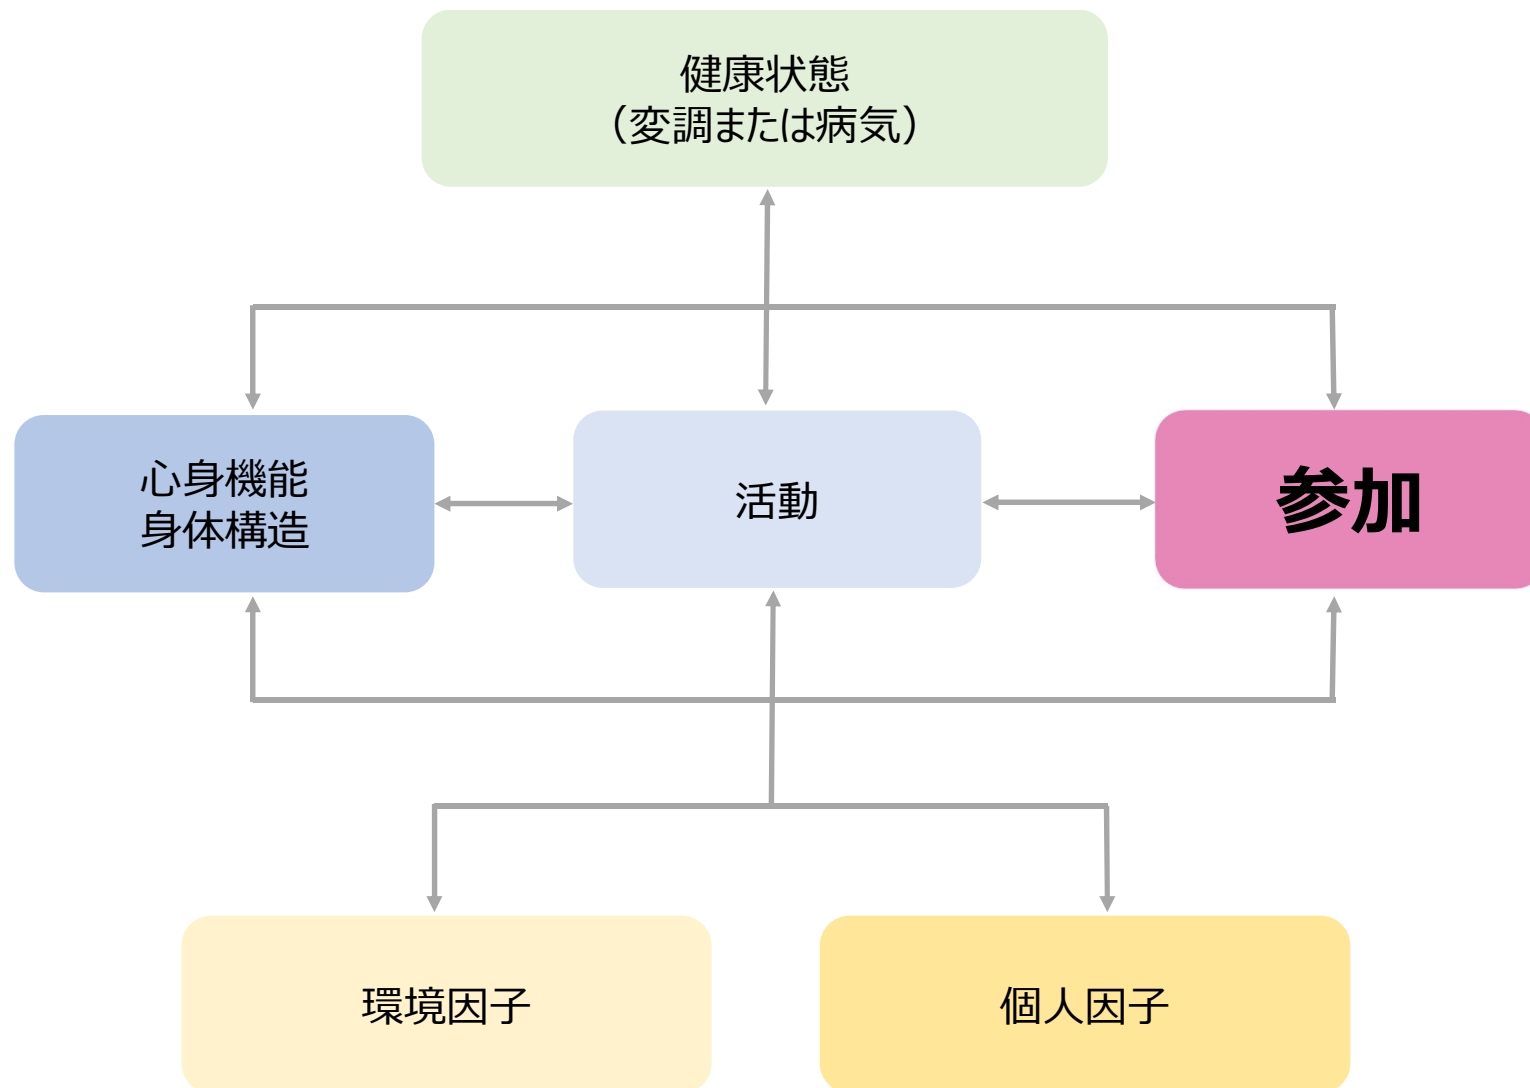 健康状態
（変調または病気）
心身機能
身体構造
活動
参加
環境因子
個人因子